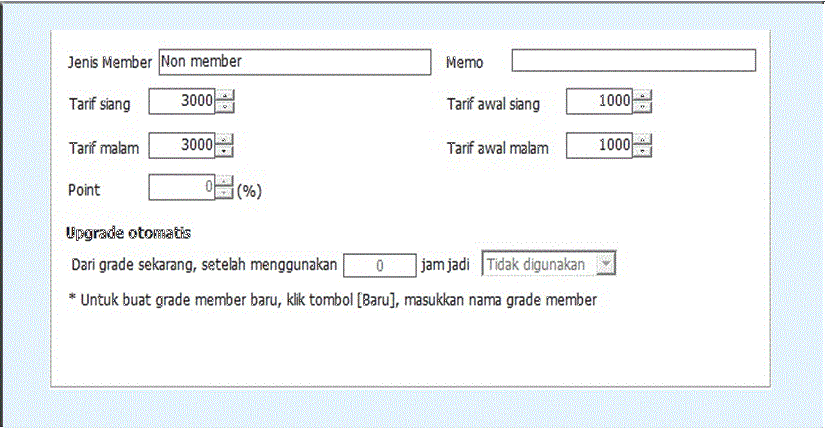 Jenis Member Non member Memo
Tarif siang 3000 Tarif awal siang 1000
Tarif malam 3000 Tarif awal malam 1000
Point 0 (%)
Upgrade otomatis
Dari grade sekarang, setelah menggunakan 0 jam jadi Tidak digunakan
* Untuk buat grade member baru, klik tombol [Baru], masukkan nama grade member